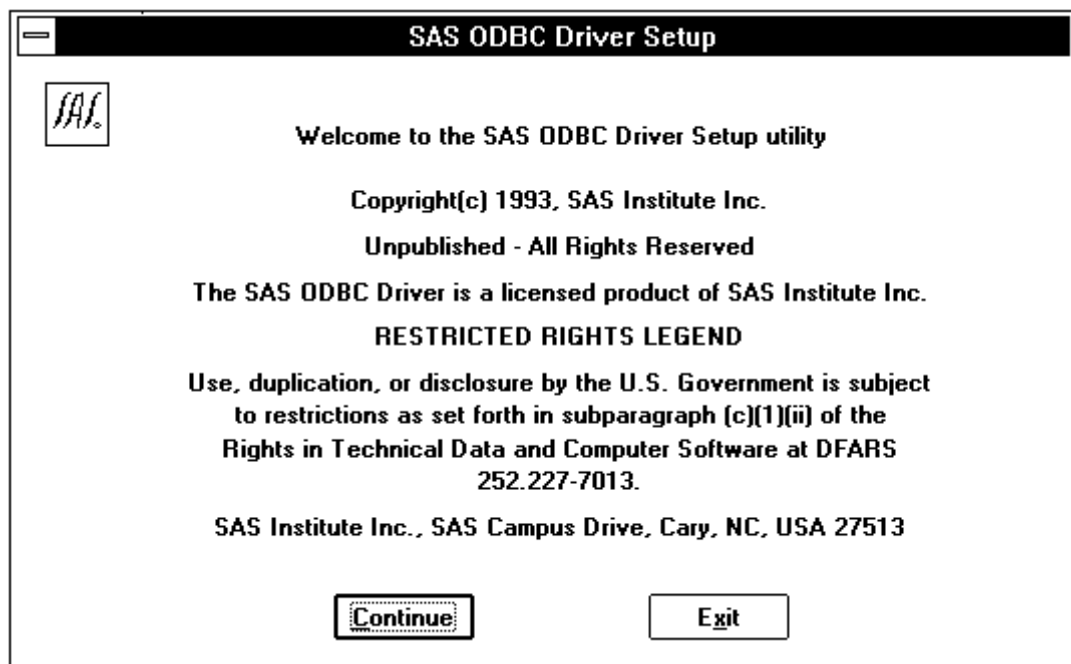 SAS ODBC Driver Setup
SAS.
Welcome to the SAS ODBC Driver Setup utility
Copyright(c) 1993, SAS Institute Inc.
Unpublished - All Rights Reserved
The SAS ODBC Driver is a licensed product of SAS Institute Inc.
RESTRICTED RIGHTS LEGEND
Use, duplication, or disclosure by the U.S. Government is subject
to restrictions as set forth in subparagraph (c)(1)(ii) of the
Rights in Technical Data and Computer Software at DFARS
252.227-7013.
SAS Institute Inc., SAS Campus Drive, Cary, NC, USA 27513
Continue Exit